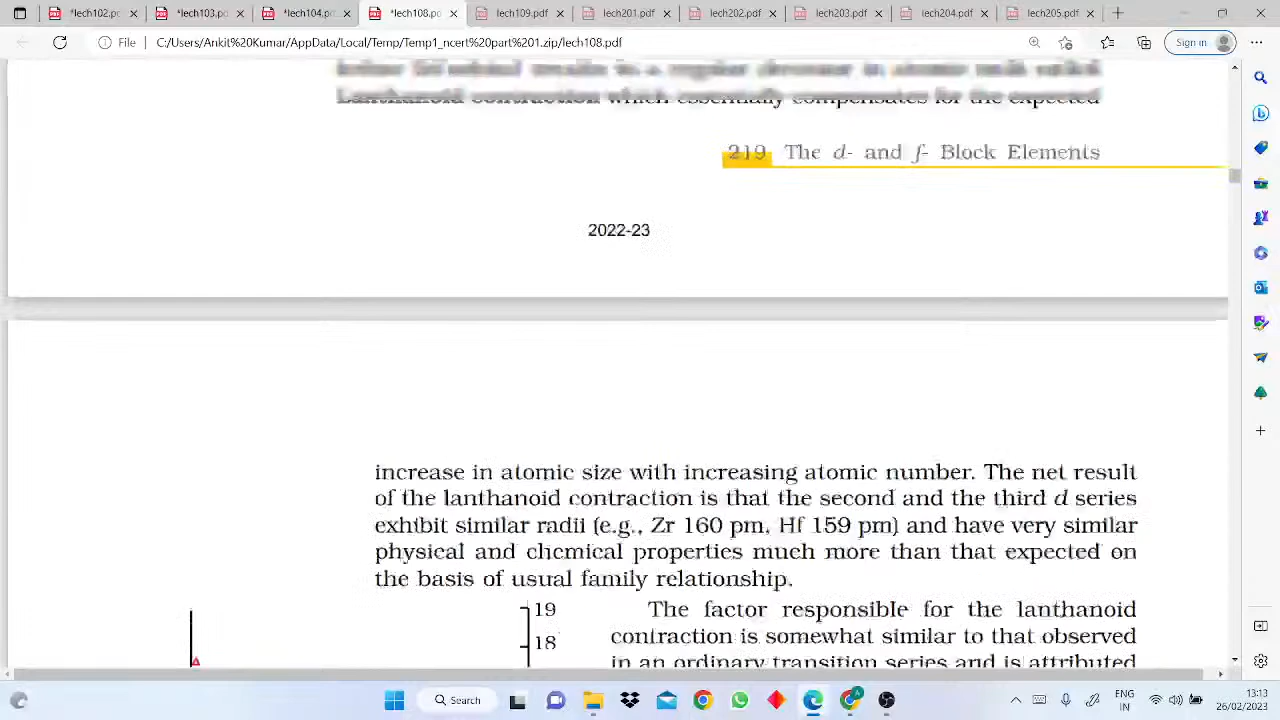 *lech102.pc
*lech103.pc
*lech104.pc
*lech108.po
lech109.pdf
lech201.pdf
lech202.pdf
lech203.pdf
lech204.pdf
lech205.pdf
File C:/Users/Ankit%20Kumar/AppData/Local/Temp/Temp1_ncert%20part%201.zip/lech108.pdf
Sign in
Lanthanoid contraction which essentially compensates for the expected
219 The d- and f- Block Elements
2022-23
increase in atomic size with increasing atomic number. The net result
of the lanthanoid contraction is that the second and the third d series
exhibit similar radii (e.g., Zr 160 pm, Hf 159 pm) and have very similar
physical and chemical properties much more than that expected on
the basis of usual family relationship.
19
18
The factor responsible for the lanthanoid
contraction is somewhat similar to that observed
in an ordinary transition series and is attributed
Search
ENG
IN
13:13
26/02/2023